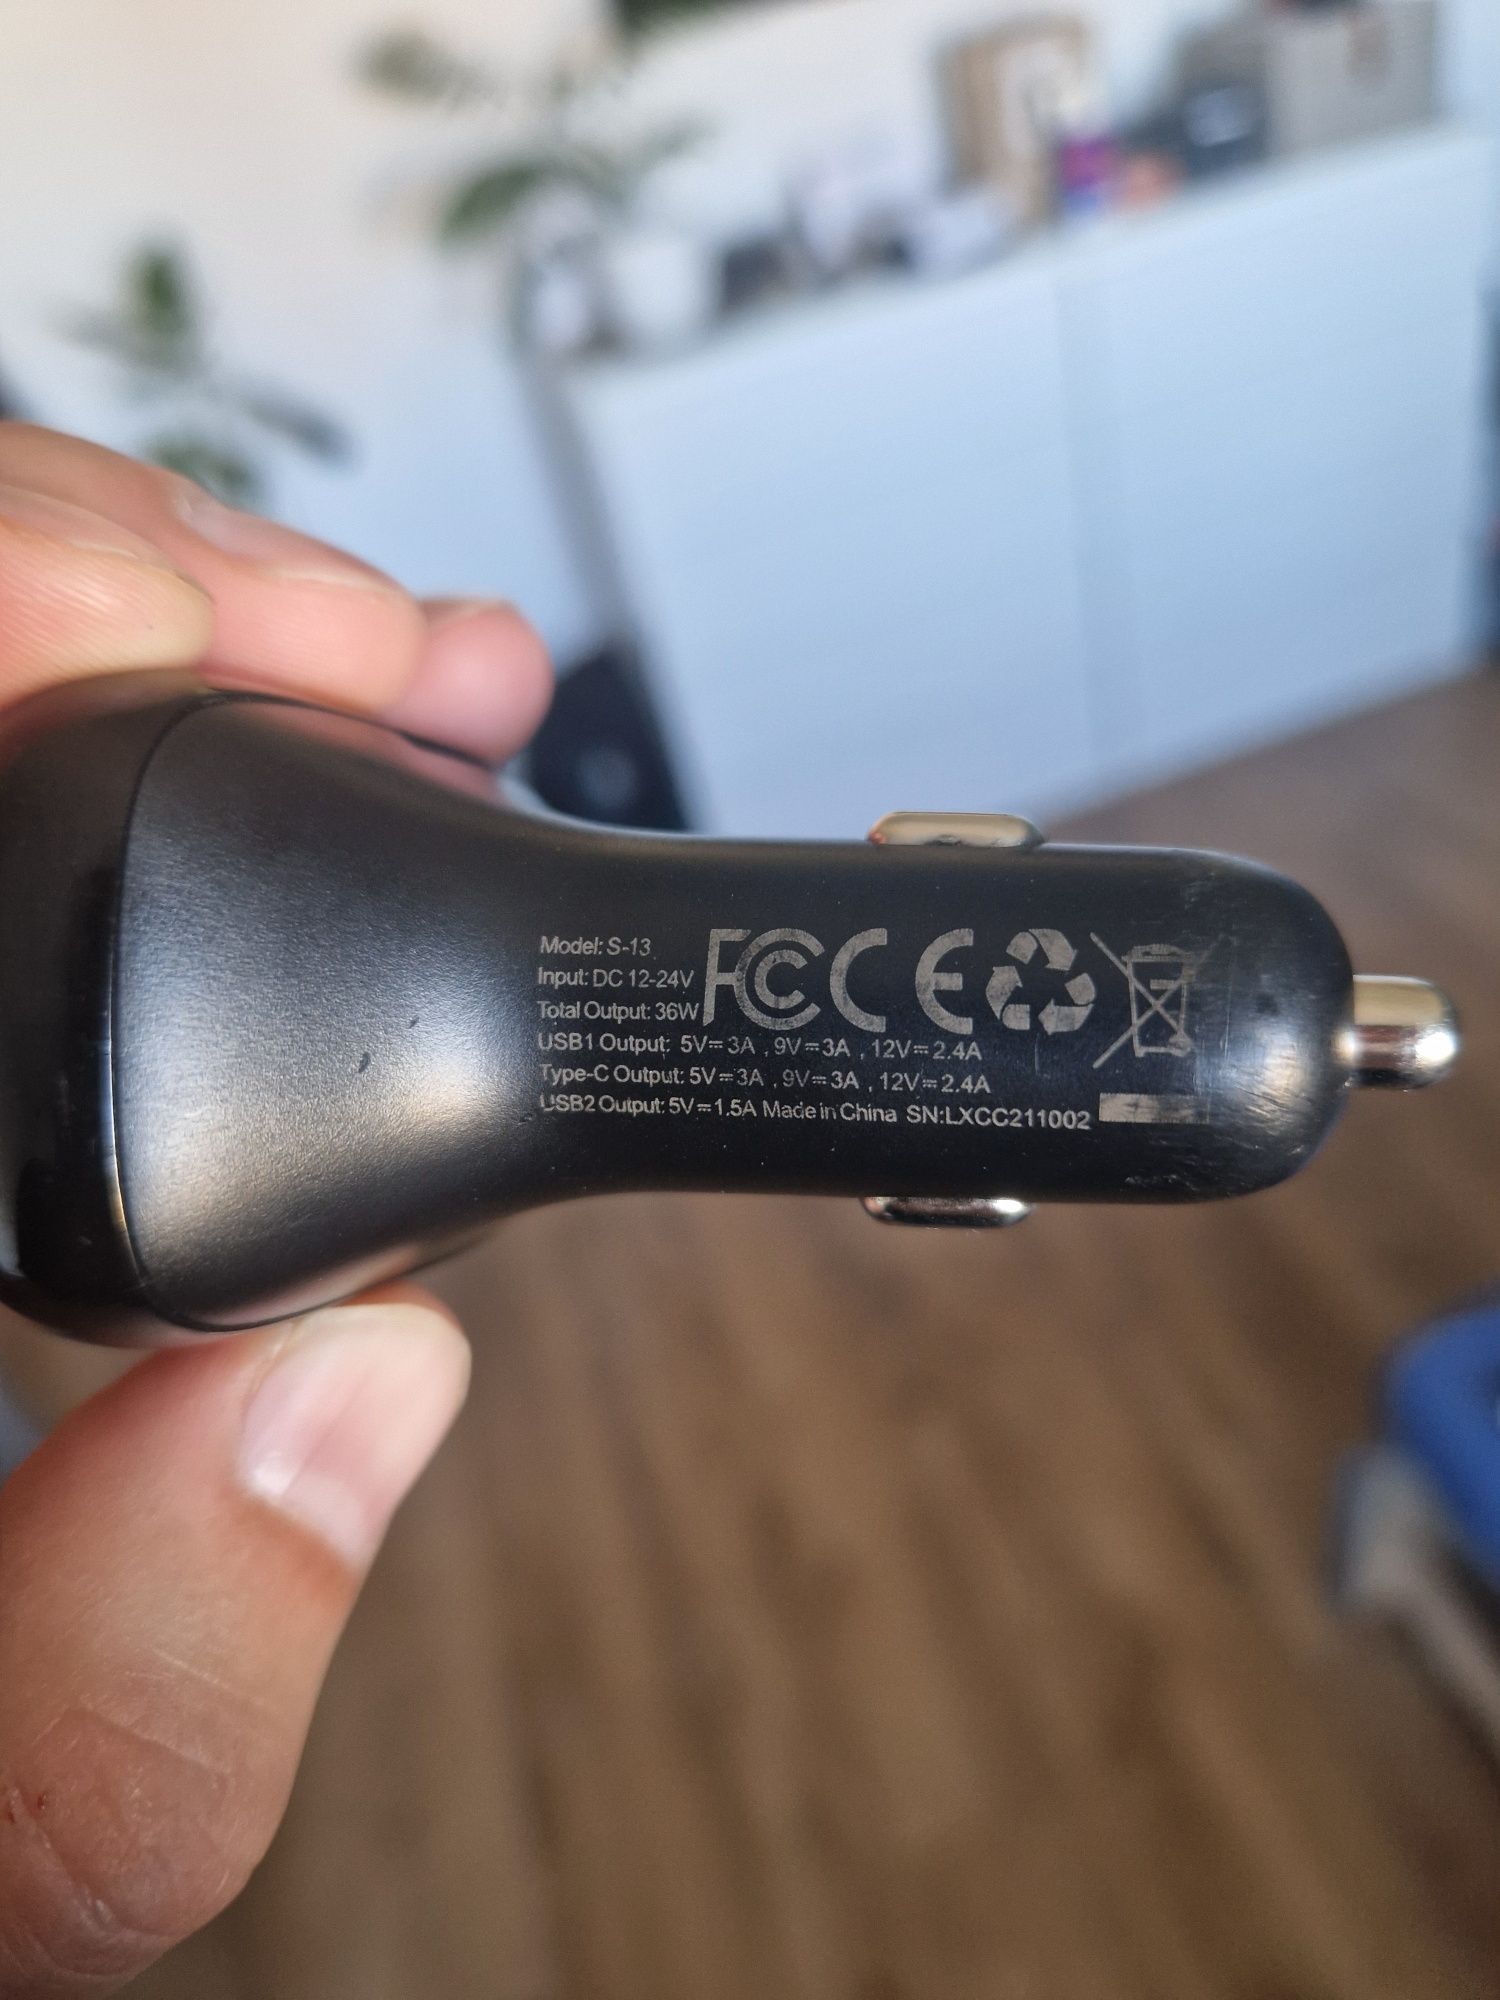 Model: S-13
Input: DC 12-24V
Total Output: 36W
FCC CE
USB1 Output: 5V⎓3A , 9V⎓3A , 12V⎓2.4A
Type-C Output: 5V⎓3A , 9V⎓3A , 12V⎓2.4A
USB2 Output: 5V⎓1.5A Made in China SN:LXCC211002